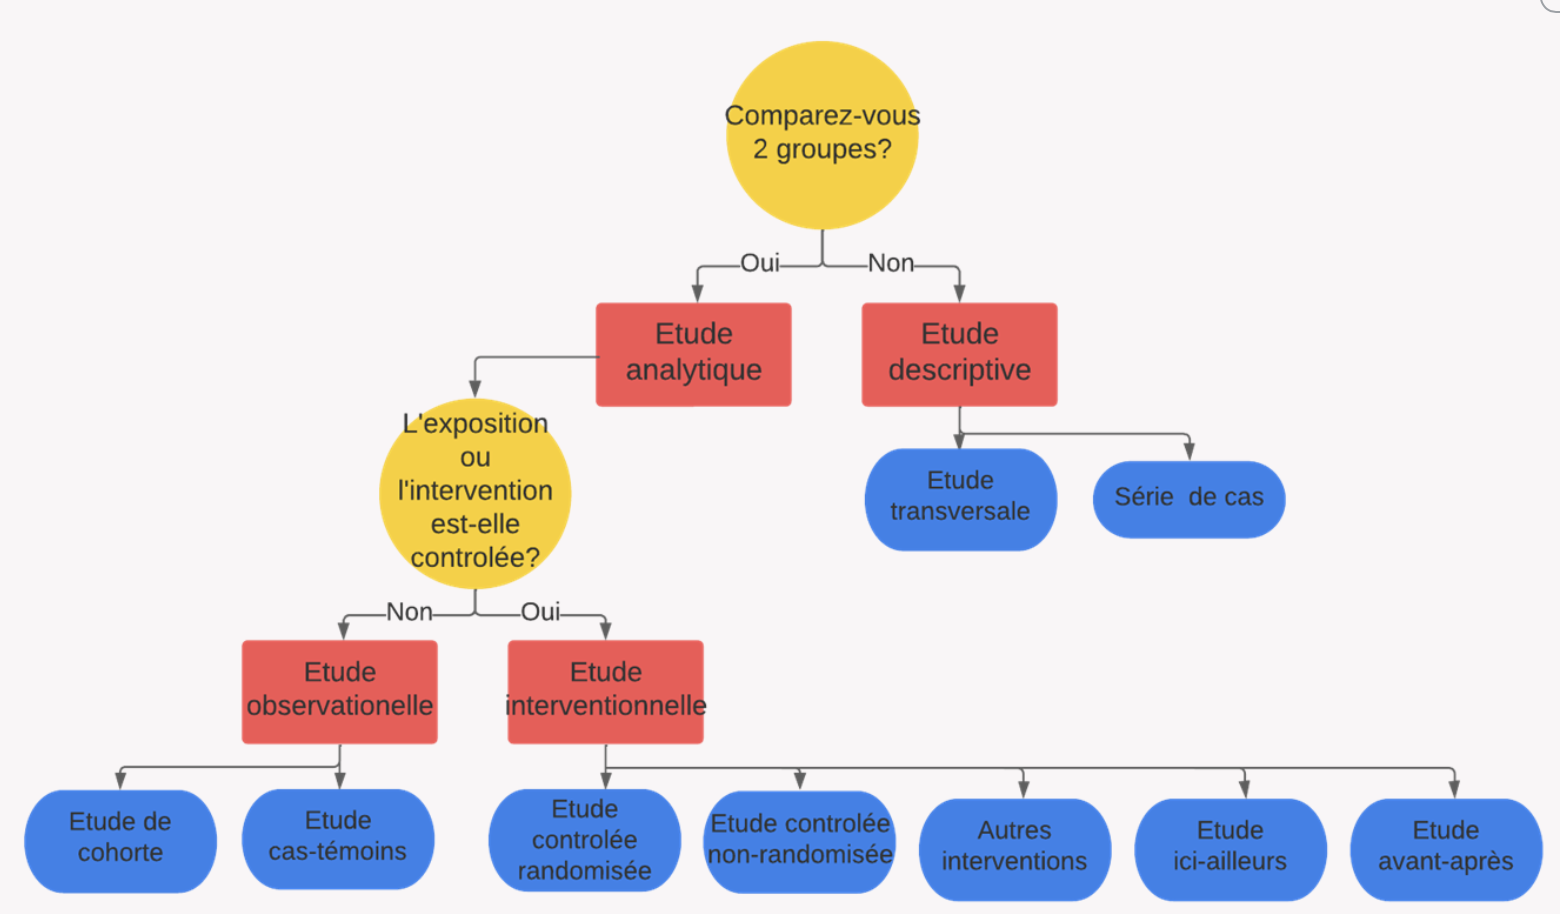 Comparez-vous
2 groupes?
Oui
Non
Etude
analytique
Etude
descriptive
L'exposition
ou
l'intervention
est-elle
controlée?
Etude
transversale
Série de cas
Non
Oui
Etude
observationelle
Etude
interventionnelle
Etude de
cohorte
Etude
cas-témoins
Etude
controlée
randomisée
Etude controlée
non-randomisée
Autres
interventions
Etude
ici-ailleurs
Etude
avant-après